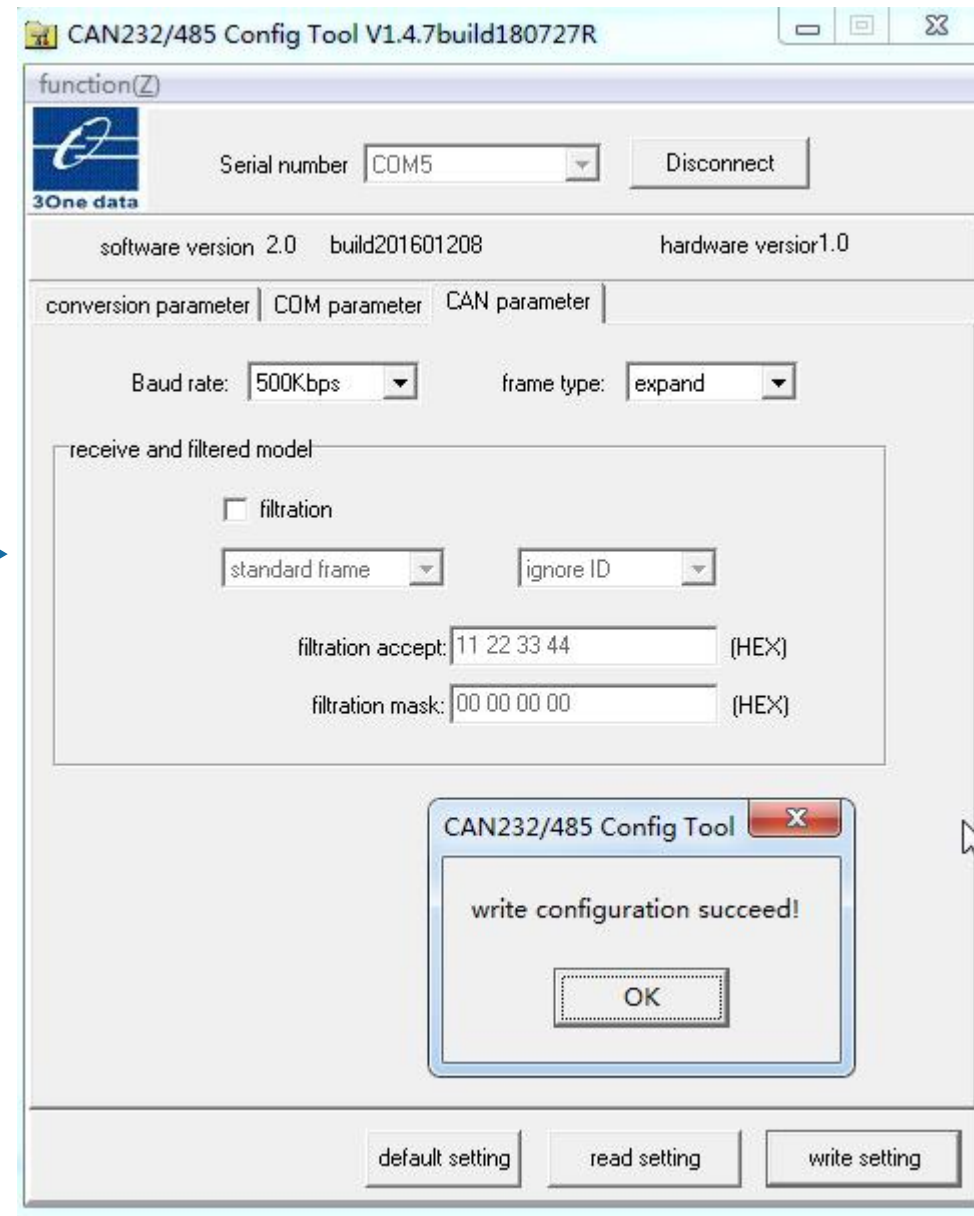 CAN232/485 Config Tool V1.4.7build180727R
function(Z)
3One data
Serial number COM5 Disconnect
software version 2.0 build201601208 hardware versior1.0
conversion parameter COM parameter CAN parameter
Baud rate: 500Kbps frame type: expand
receive and filtered model
filtration
standard frame ignore ID
filtration accept: 11 22 33 44 (HEX)
filtration mask: 00 00 00 00 (HEX)
CAN232/485 Config Tool
write configuration succeed!
OK
default setting read setting write setting